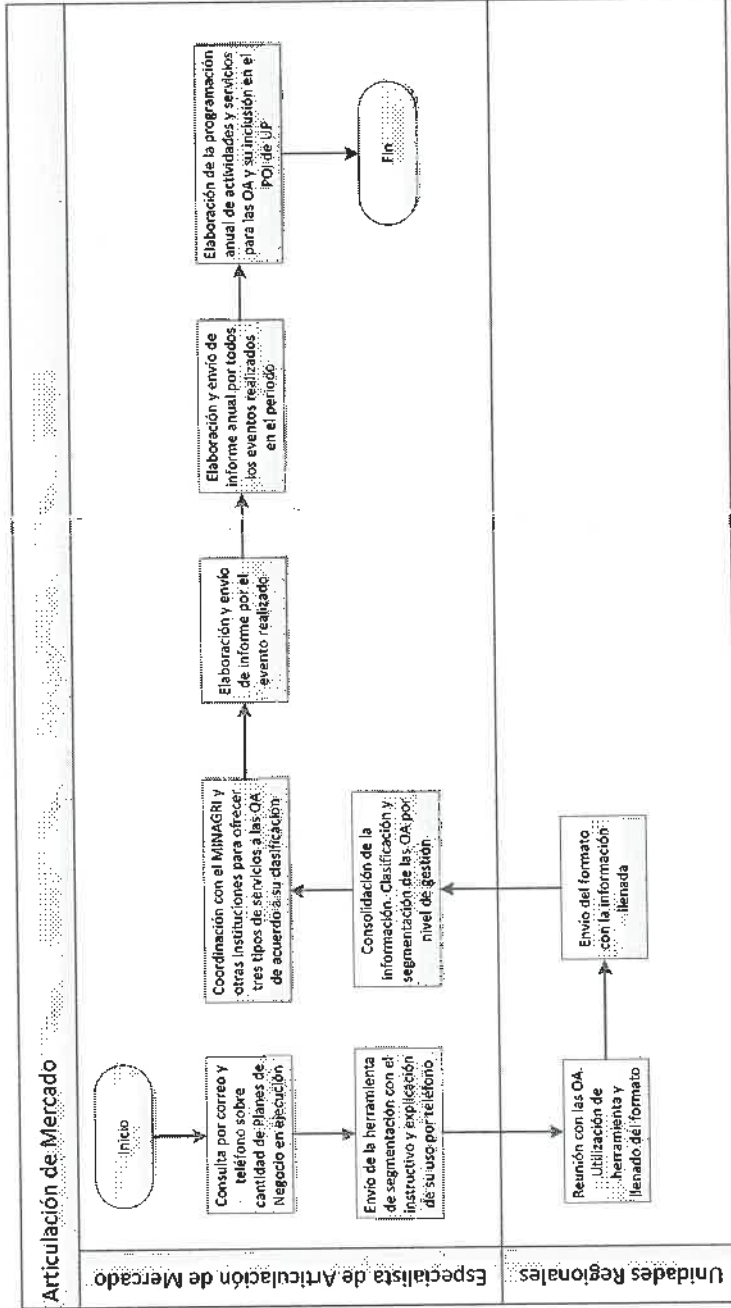 Articulación de Mercado
Especialista de Articulación de Mercado
Inicio
Consulta por correo y
teléfono sobre
cantidad de Planes de
Negocio en ejecución
Envío de la herramienta
de segmentación con el
instructivo y explicación
de su uso por teléfono
Unidades Regionales
Reunión con las OA.
Utilización de
herramienta y
llenado del formato
Envío del formato
con la información
llenada
Consolidación de la
información. Clasificación y
segmentación de las OA por
nivel de gestión
Coordinación con el MINAGRI y
otras instituciones para ofrecer
tres tipos de servicios a las OA
de acuerdo a su clasificación
Elaboración y envío
de informe por el
evento realizado
Elaboración y envío de
informe anual por todos
los eventos realizados
en el periodo
Elaboración de la programación
anual de actividades y servicios
para las OA y su inclusión en el
POI de UP
Fin